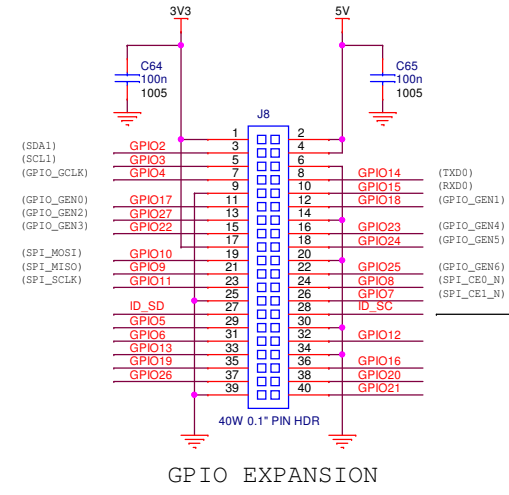 3V3 5V
C64 C65
100n 100n
1005 1005
J8
1 2
(SDA1) GPIO2 3 4
(SCL1) GPIO3 5 6
(GPIO_GCLK) GPIO4 7 8 GPIO14 (TXD0)
9 10 GPIO15 (RXD0)
(GPIO_GEN0) GPIO17 11 12 GPIO18 (GPIO_GEN1)
(GPIO_GEN2) GPIO27 13 14
(GPIO_GEN3) GPIO22 15 16 GPIO23 (GPIO_GEN4)
17 18 GPIO24 (GPIO_GEN5)
(SPI_MOSI) GPIO10 19 20
(SPI_MISO) GPIO9 21 22 GPIO25 (GPIO_GEN6)
(SPI_SCLK) GPIO11 23 24 GPIO8 (SPI_CE0_N)
25 26 GPIO7 (SPI_CE1_N)
ID_SD 27 28 ID_SC
GPIO5 29 30
GPIO6 31 32 GPIO12
GPIO13 33 34
GPIO19 35 36 GPIO16
GPIO26 37 38 GPIO20
39 40 GPIO21
40W 0.1" PIN HDR
GPIO EXPANSION